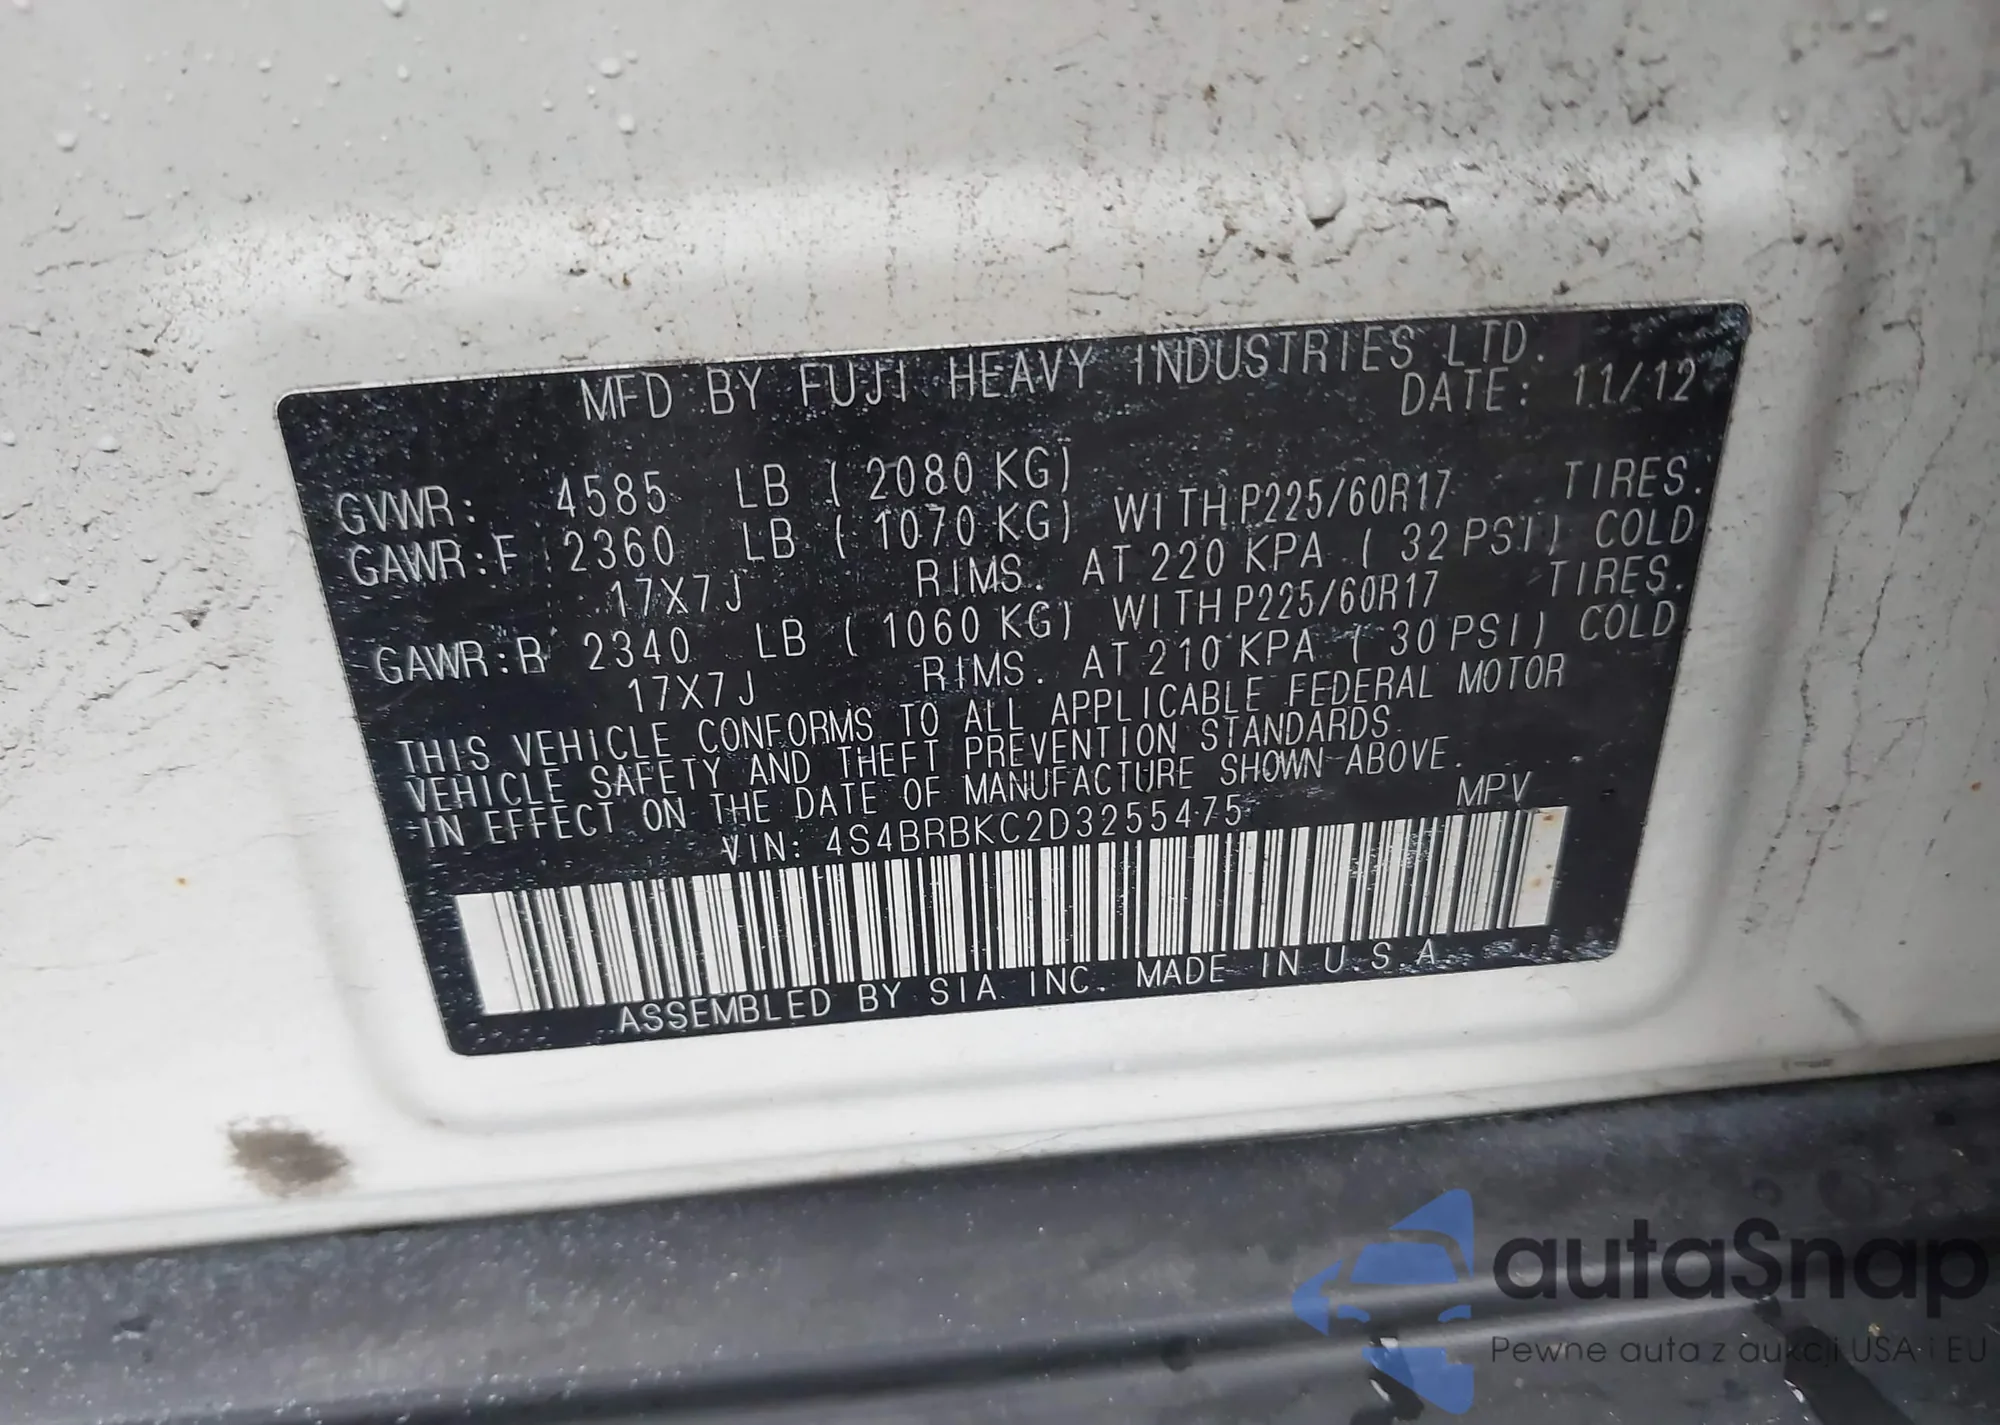 MFD BY FUJI HEAVY INDUSTRIES LTD.
DATE: 11/12
GVWR: 4585 LB ( 2080 KG)
GAWR:F 2360 LB ( 1070 KG) WITH P225/60R17 TIRES.
17X7J RIMS. AT 220 KPA ( 32 PSI) COLD
GAWR:R 2340 LB ( 1060 KG) WITH P225/60R17 TIRES.
17X7J RIMS. AT 210 KPA ( 30 PSI) COLD
THIS VEHICLE CONFORMS TO ALL APPLICABLE FEDERAL MOTOR
VEHICLE SAFETY AND THEFT PREVENTION STANDARDS
IN EFFECT ON THE DATE OF MANUFACTURE SHOWN ABOVE.
VIN: 4S4BRBKC2D3255475 MPV
ASSEMBLED BY SIA INC. MADE IN U.S.A.
autaSnap
Pewne auta z aukcji USA i EU